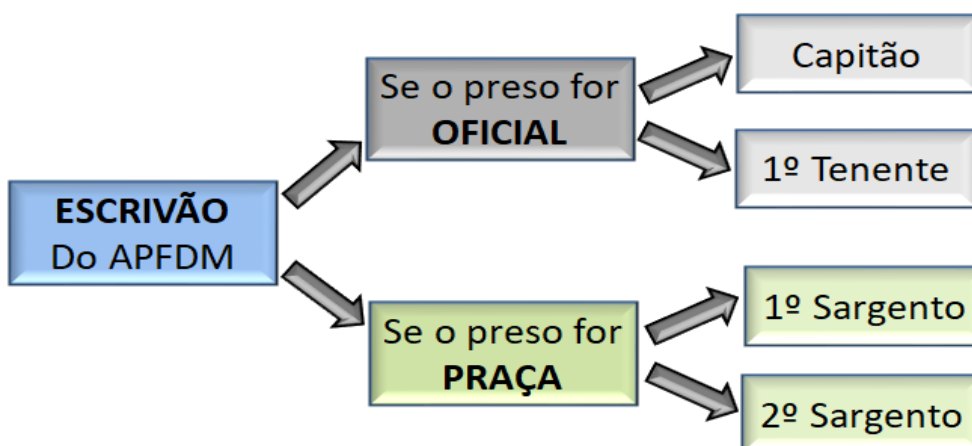 ESCRIVÃO
Do APFDM
Se o preso for
OFICIAL
Capitão
1º Tenente
Se o preso for
PRAÇA
1º Sargento
2º Sargento